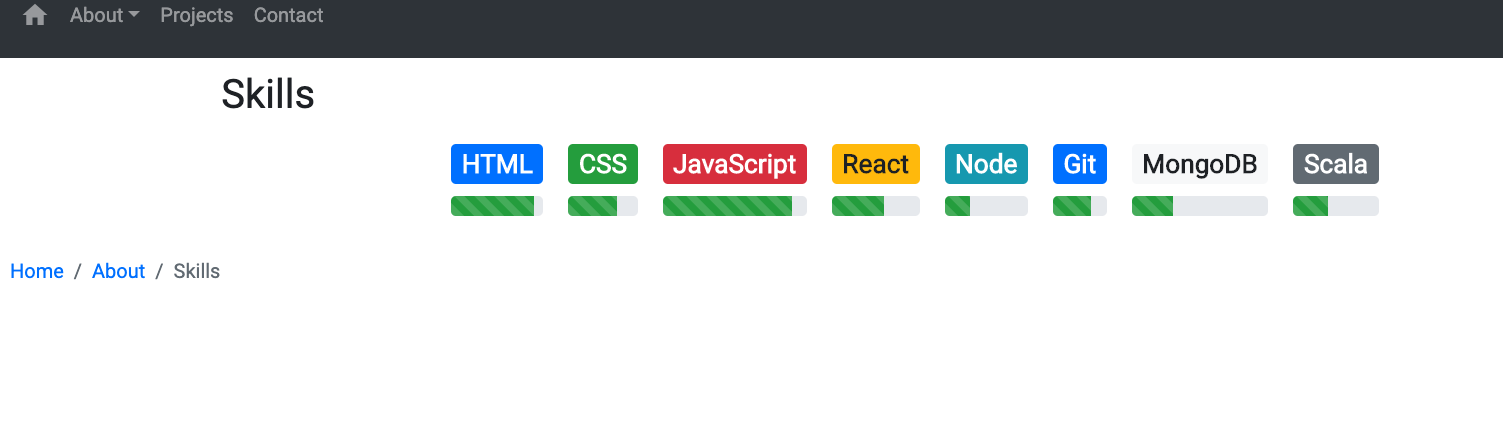 About Projects Contact
Skills
HTML CSS JavaScript React Node Git MongoDB Scala
Home / About / Skills